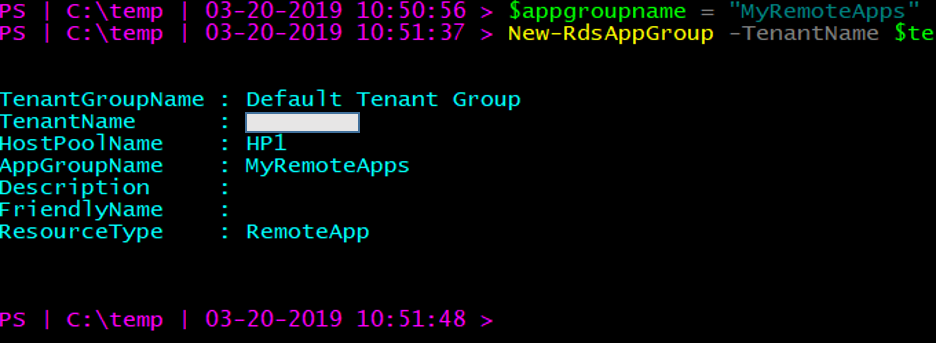 PS | C:\temp | 03-20-2019 10:50:56 > $appgroupname = "MyRemoteApps"
PS | C:\temp | 03-20-2019 10:51:37 > New-RdsAppGroup -TenantName $te
TenantGroupName : Default Tenant Group
TenantName :
HostPoolName : HP1
AppGroupName : MyRemoteApps
Description :
FriendlyName :
ResourceType : RemoteApp
PS | C:\temp | 03-20-2019 10:51:48 >